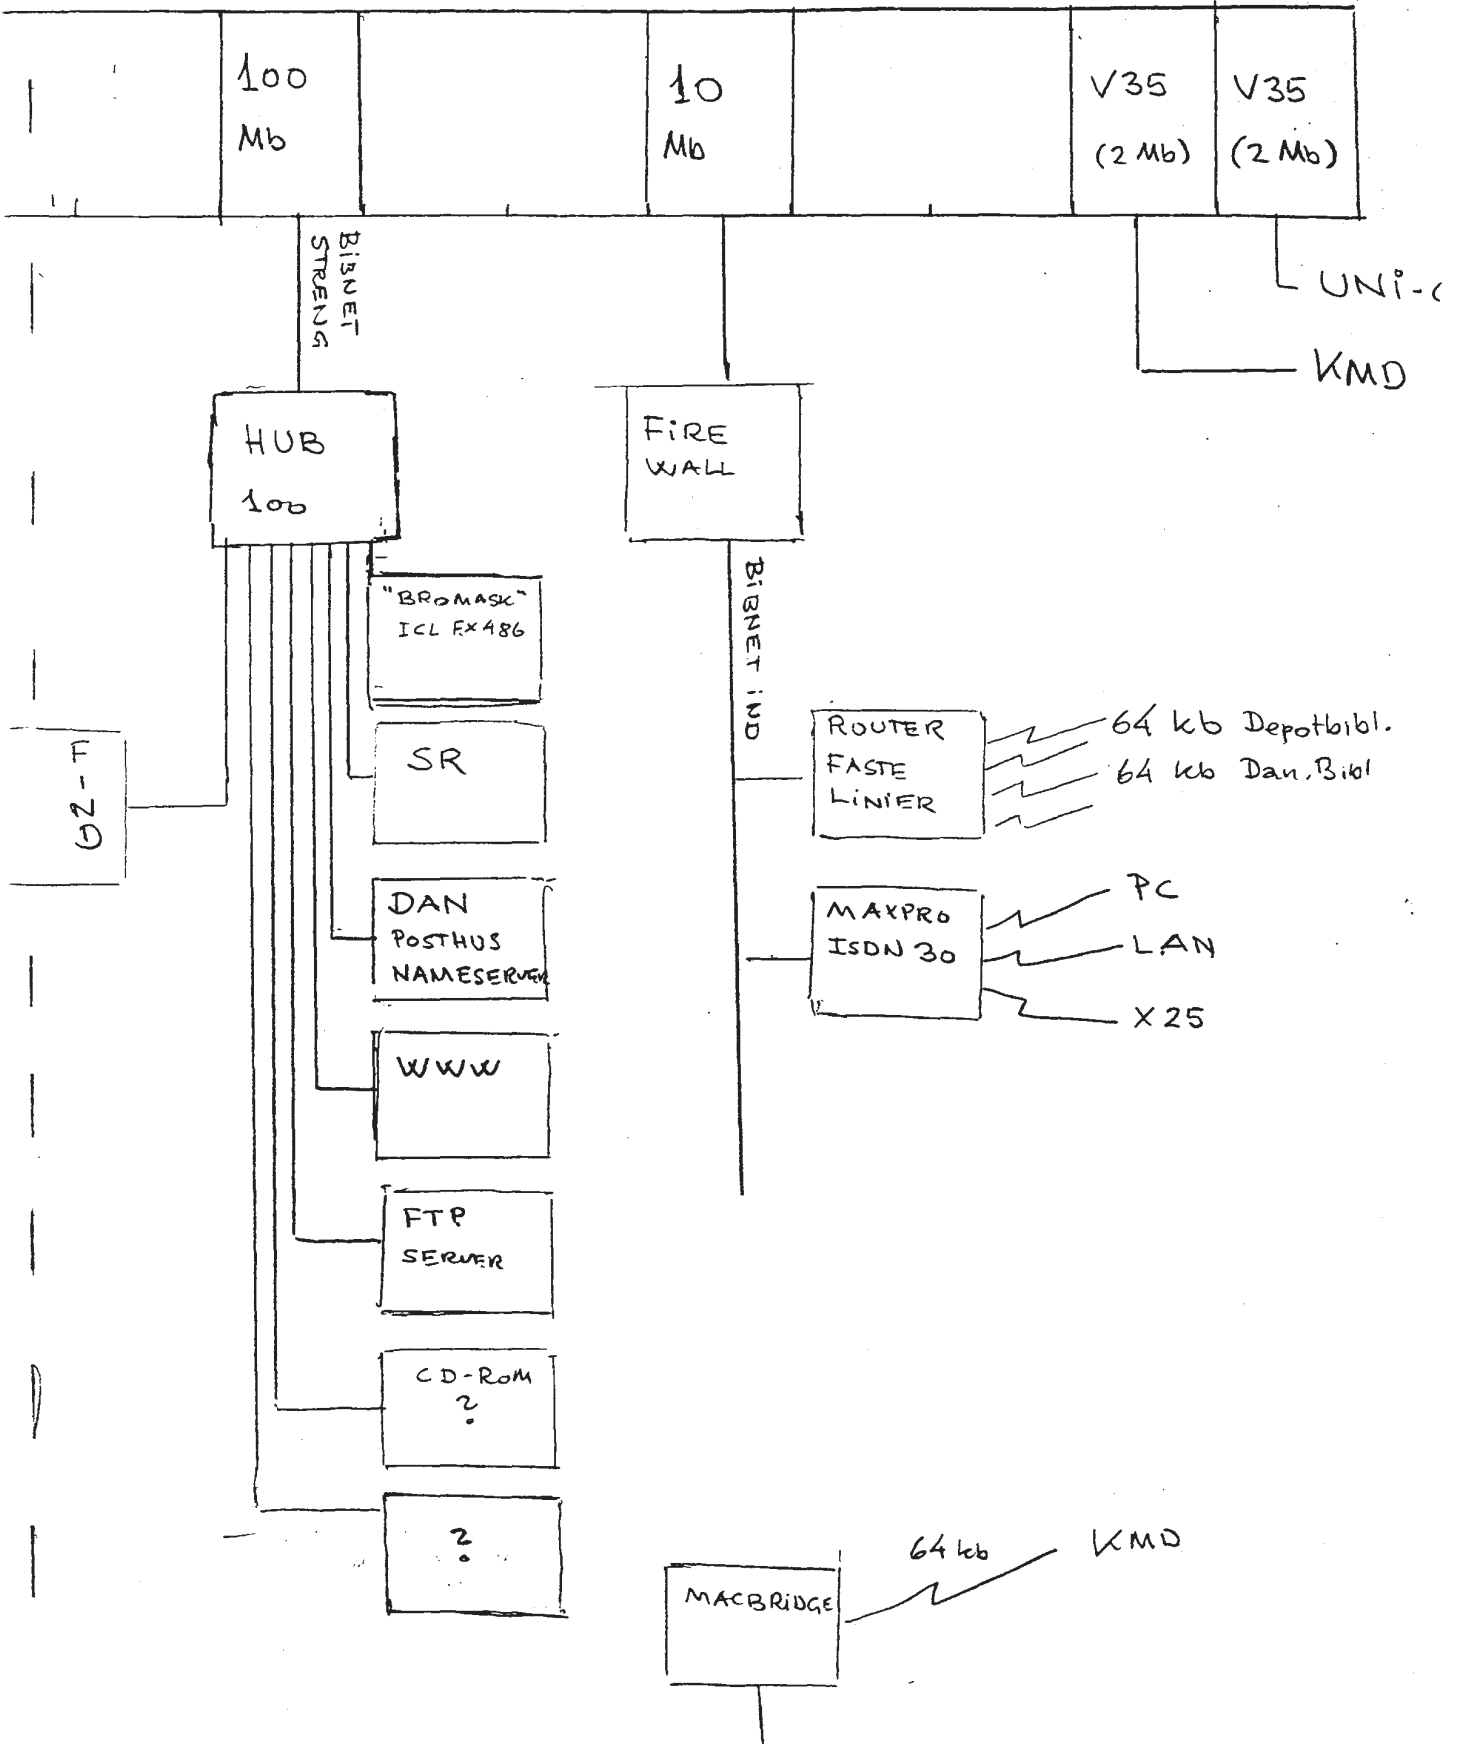 100
Mb
10
Mb
V35
(2 Mb)
V35
(2 Mb)
BiBNET
STRENG
UNi-C
KMD
HUB
100
FiRE
WALL
"BROMASK"
ICL FX486
BiBNET iND
F-2G
SR
ROUTER
FASTE
LiNiER
64 kb Depotbibl.
64 kb Dan.Bibl
DAN
POSTHUS
NAMESERVER
MAXPRO
ISDN 30
PC
LAN
X25
WWW
FTP
SERVER
CD-ROM
?
?
64 kb
KMD
MACBRiDGE